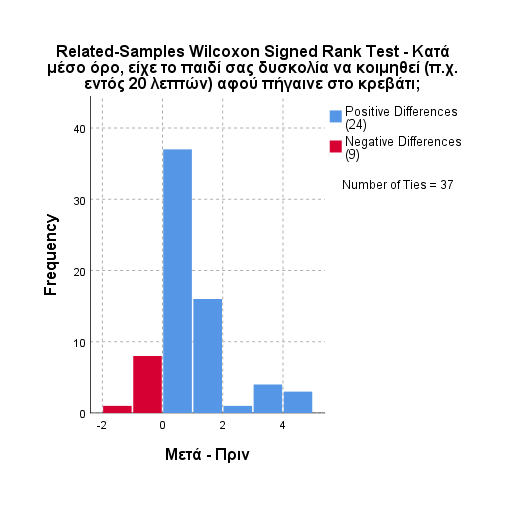 Related-Samples Wilcoxon Signed Rank Test - Κατά
μέσο όρο, είχε το παιδί σας δυσκολία να κοιμηθεί (π.χ.
εντός 20 λεπτών) αφού πήγαινε στο κρεβάτι;
Positive Differences
(24)
Negative Differences
(9)
Number of Ties = 37
Frequency
40
30
20
10
0
-2
0
2
4
Μετά - Πριν